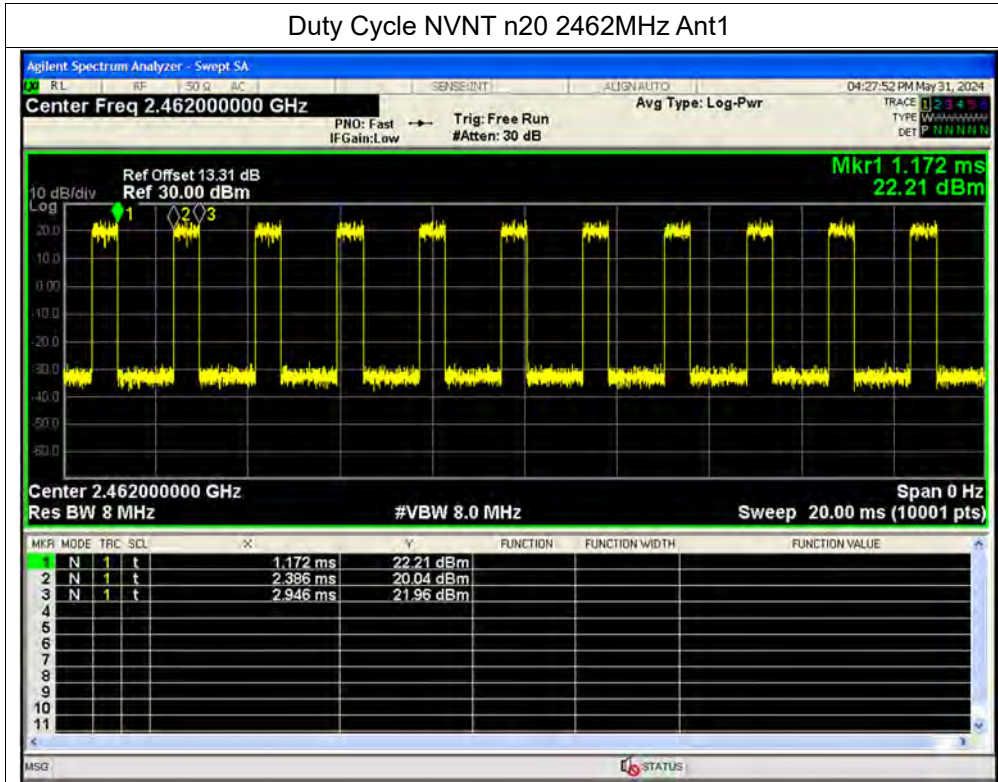 Duty Cycle NVNT n20 2462MHz Ant1
Agilent Spectrum Analyzer - Swept SA
LXI RL RF 50 Ω AC SENSE:INT ALIGN AUTO 04:27:52 PM May 31, 2024
Center Freq 2.462000000 GHz
PNO: Fast
IFGain:Low
Trig: Free Run
#Atten: 30 dB
Avg Type: Log-Pwr
TRACE 1 2 3 4 5 6
TYPE W
DET P N N N N N
Mkr1 1.172 ms
22.21 dBm
Ref Offset 13.31 dB
10 dB/div Ref 30.00 dBm
Log
1 2 3
20.0
10.0
0.00
-10.0
-20.0
-30.0
-40.0
-50.0
-60.0
Center 2.462000000 GHz Span 0 Hz
Res BW 8 MHz #VBW 8.0 MHz Sweep 20.00 ms (10001 pts)
MKR MODE TRC SCL X Y FUNCTION FUNCTION WIDTH FUNCTION VALUE
1 N 1 t 1.172 ms 22.21 dBm
2 N 1 t 2.386 ms 20.04 dBm
3 N 1 t 2.946 ms 21.96 dBm
4
5
6
7
8
9
10
11
MSG STATUS